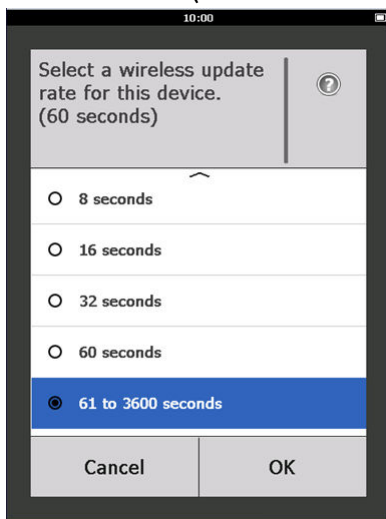 10:00
Select a wireless update
rate for this device.
(60 seconds)
?
8 seconds
16 seconds
32 seconds
60 seconds
61 to 3600 seconds
Cancel
OK